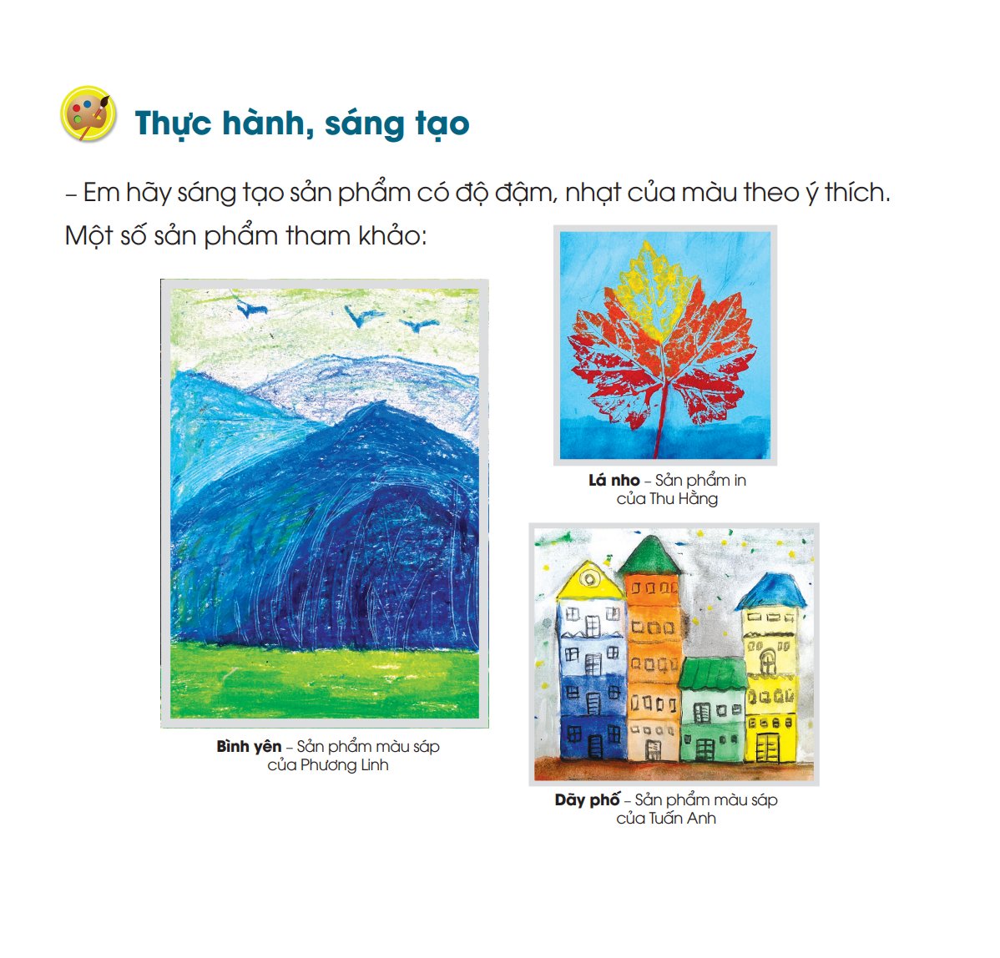 Thực hành, sáng tạo
– Em hãy sáng tạo sản phẩm có độ đậm, nhạt của màu theo ý thích.
Một số sản phẩm tham khảo:
Bình yên – Sản phẩm màu sáp
của Phương Linh
Lá nho – Sản phẩm in
của Thu Hằng
Dãy phố – Sản phẩm màu sáp
của Tuấn Anh